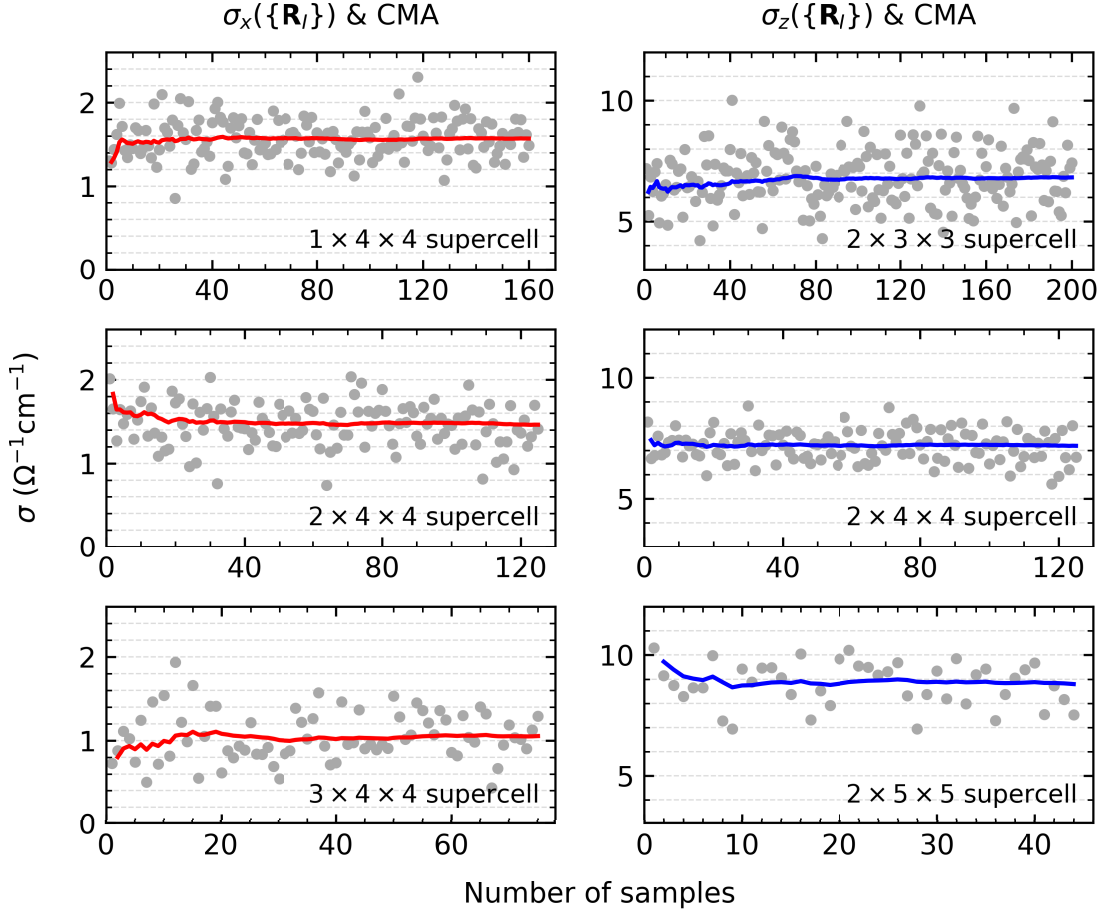 σₓ({𝐑_I}) & CMA
σ_z({𝐑_I}) & CMA
2
1
0
1 × 4 × 4 supercell
0 40 80 120 160
10
5
2 × 3 × 3 supercell
0 40 80 120 160 200
σ (Ω⁻¹cm⁻¹)
2
1
0
2 × 4 × 4 supercell
0 40 80 120
10
5
2 × 4 × 4 supercell
0 40 80 120
2
1
0
3 × 4 × 4 supercell
0 20 40 60
10
5
2 × 5 × 5 supercell
0 10 20 30 40
Number of samples